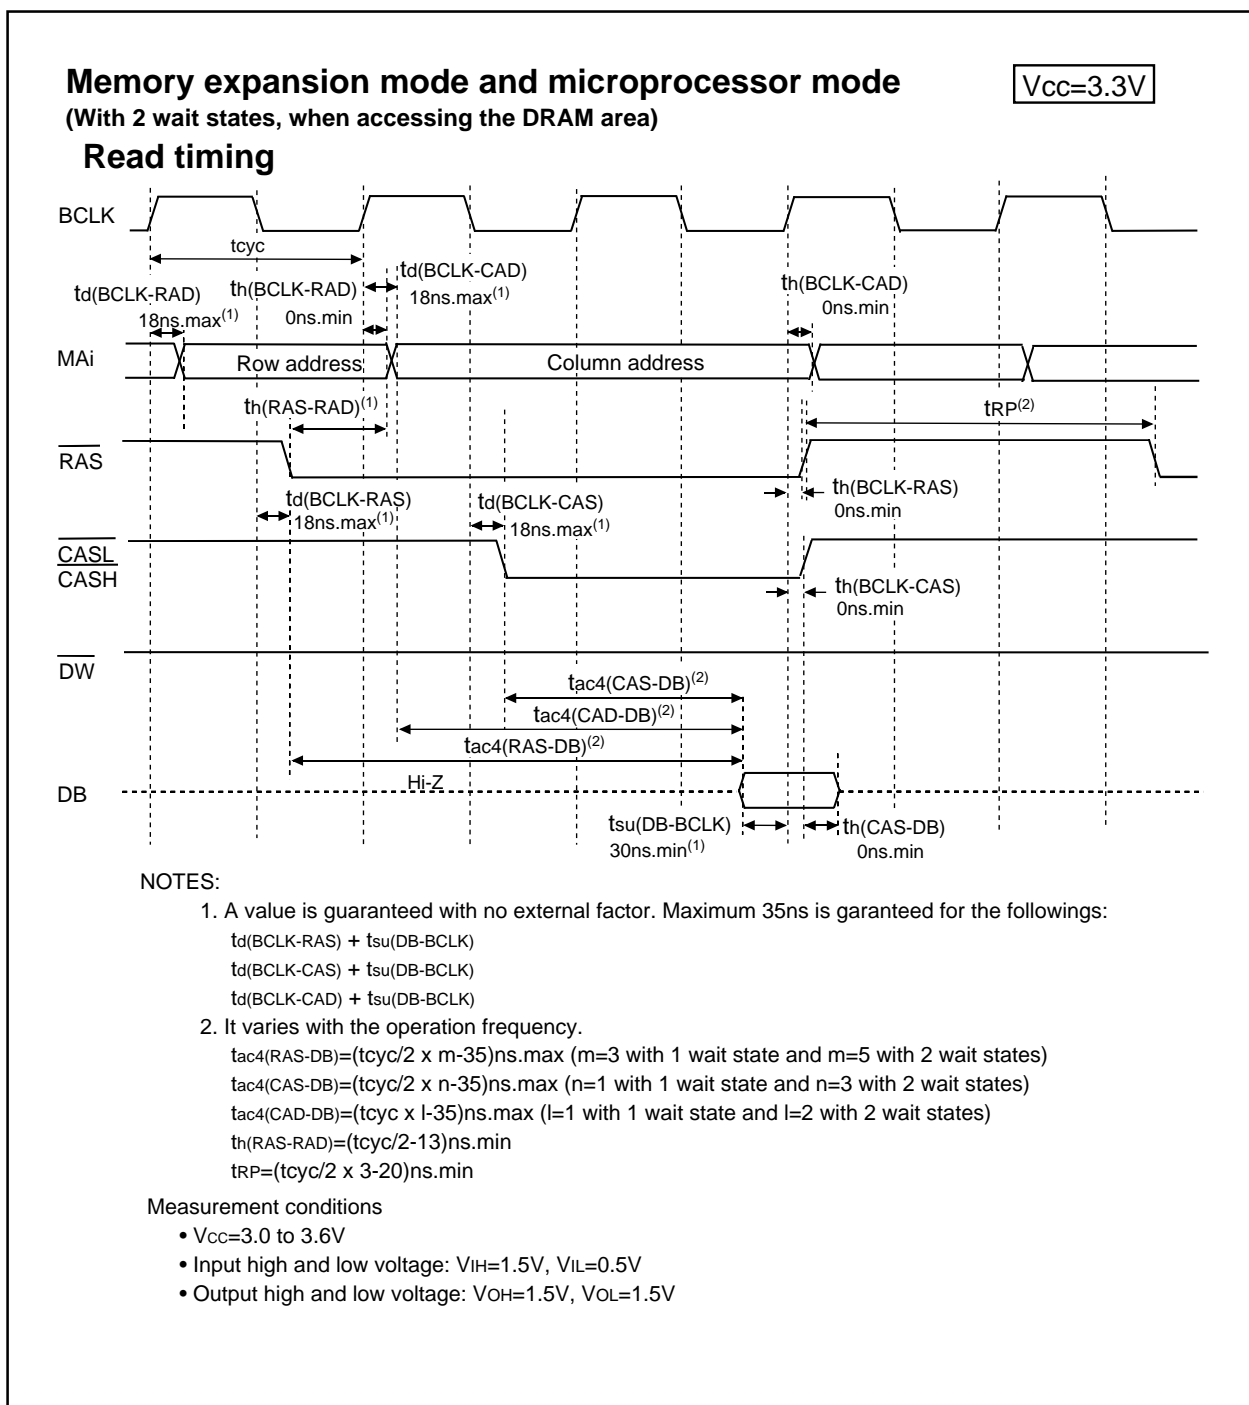 Memory expansion mode and microprocessor mode
Vcc=3.3V
(With 2 wait states, when accessing the DRAM area)
Read timing
BCLK
tcyc
td(BCLK-RAD)
18ns.max(1)
th(BCLK-RAD)
0ns.min
td(BCLK-CAD)
18ns.max(1)
th(BCLK-CAD)
0ns.min
MAi
Row address
Column address
th(RAS-RAD)(1)
tRP(2)
RAS
td(BCLK-RAS)
18ns.max(1)
td(BCLK-CAS)
18ns.max(1)
th(BCLK-RAS)
0ns.min
CASL
CASH
th(BCLK-CAS)
0ns.min
DW
tac4(CAS-DB)(2)
tac4(CAD-DB)(2)
tac4(RAS-DB)(2)
Hi-Z
DB
tsu(DB-BCLK)
30ns.min(1)
th(CAS-DB)
0ns.min
NOTES:
1. A value is guaranteed with no external factor. Maximum 35ns is garanteed for the followings:
td(BCLK-RAS) + tsu(DB-BCLK)
td(BCLK-CAS) + tsu(DB-BCLK)
td(BCLK-CAD) + tsu(DB-BCLK)
2. It varies with the operation frequency.
tac4(RAS-DB)=(tcyc/2 x m-35)ns.max (m=3 with 1 wait state and m=5 with 2 wait states)
tac4(CAS-DB)=(tcyc/2 x n-35)ns.max (n=1 with 1 wait state and n=3 with 2 wait states)
tac4(CAD-DB)=(tcyc x l-35)ns.max (l=1 with 1 wait state and l=2 with 2 wait states)
th(RAS-RAD)=(tcyc/2-13)ns.min
tRP=(tcyc/2 x 3-20)ns.min
Measurement conditions
• VCC=3.0 to 3.6V
• Input high and low voltage: VIH=1.5V, VIL=0.5V
• Output high and low voltage: VOH=1.5V, VOL=1.5V